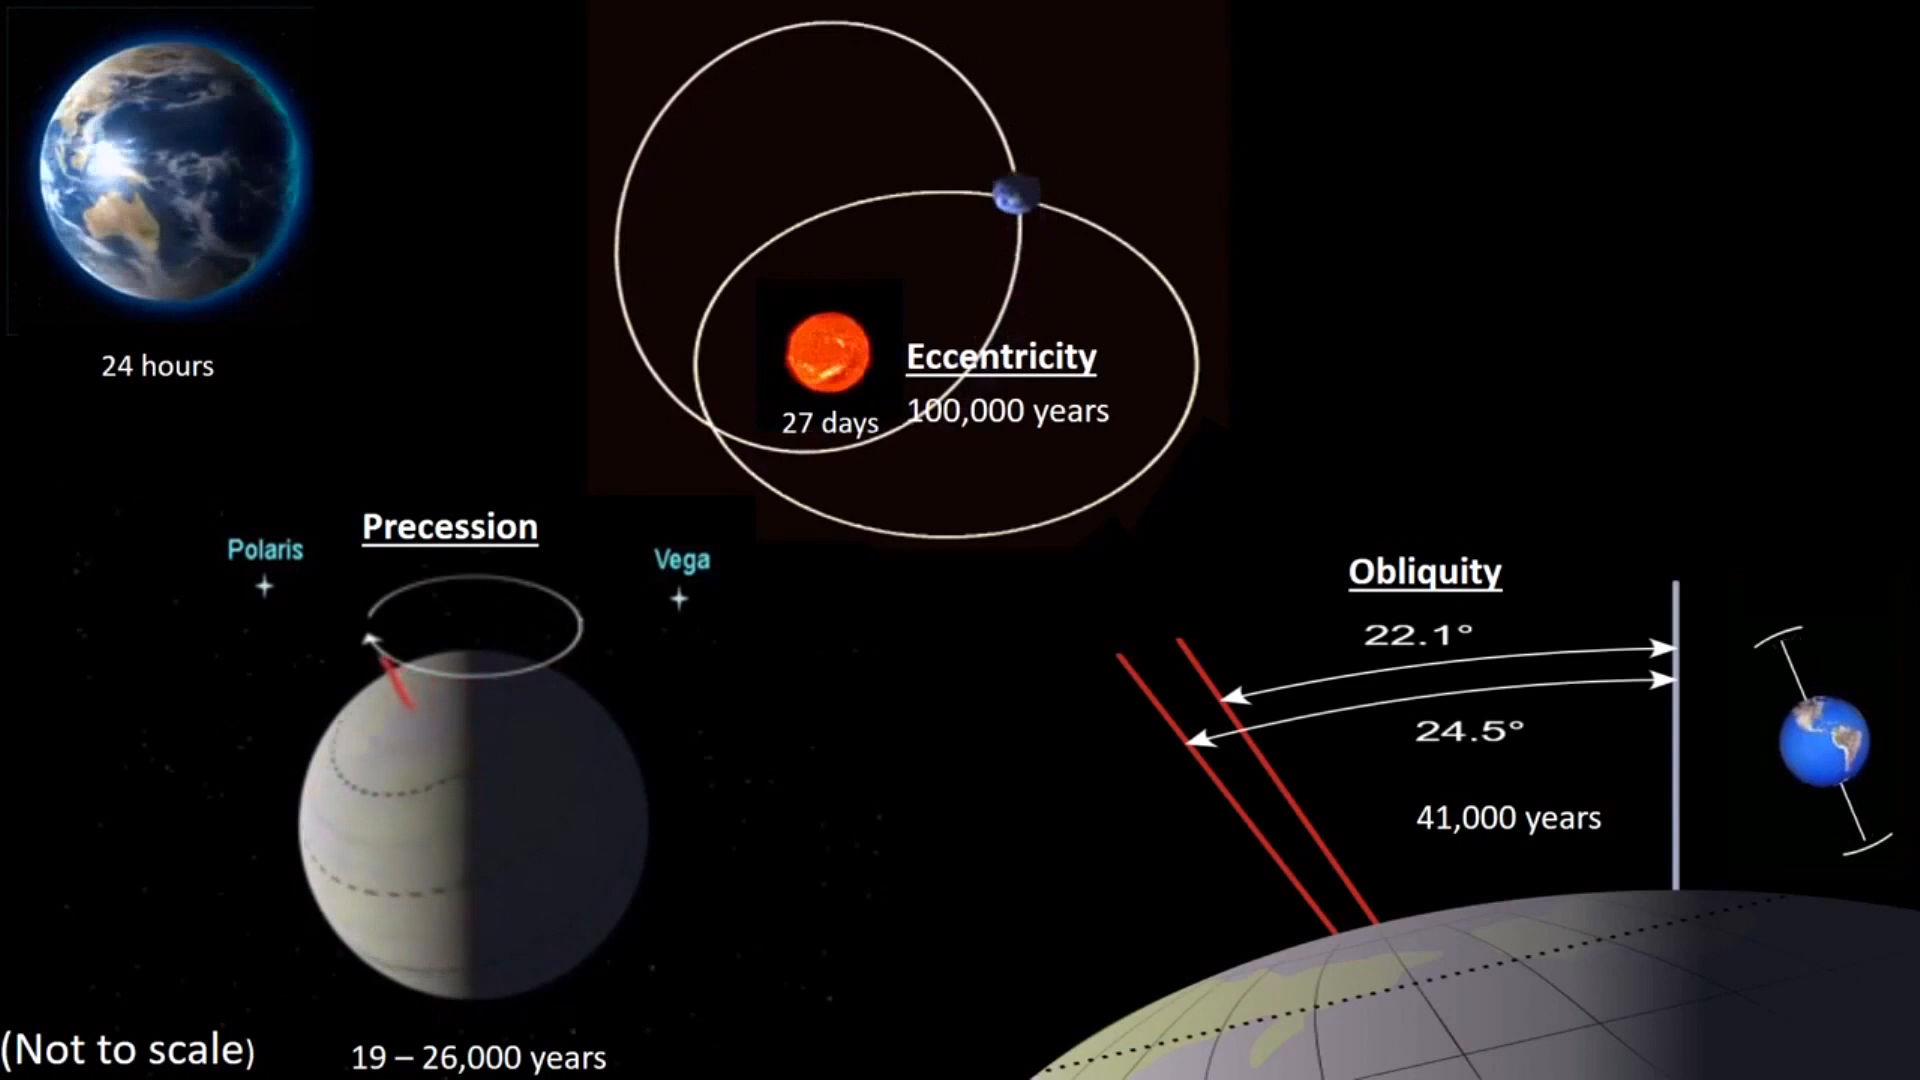 24 hours
Eccentricity
100,000 years
27 days
Precession
Polaris
Vega
Obliquity
22.1°
24.5°
41,000 years
(Not to scale)
19 – 26,000 years